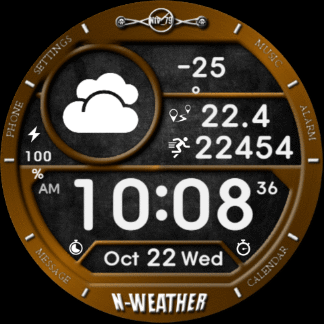 NTV_79
SETTINGS
MUSIC
-25
°
PHONE
22.4
ALARM
22454
100
%
AM
10:08 36
MESSAGE
Oct 22 Wed
CALENDAR
N-WEATHER